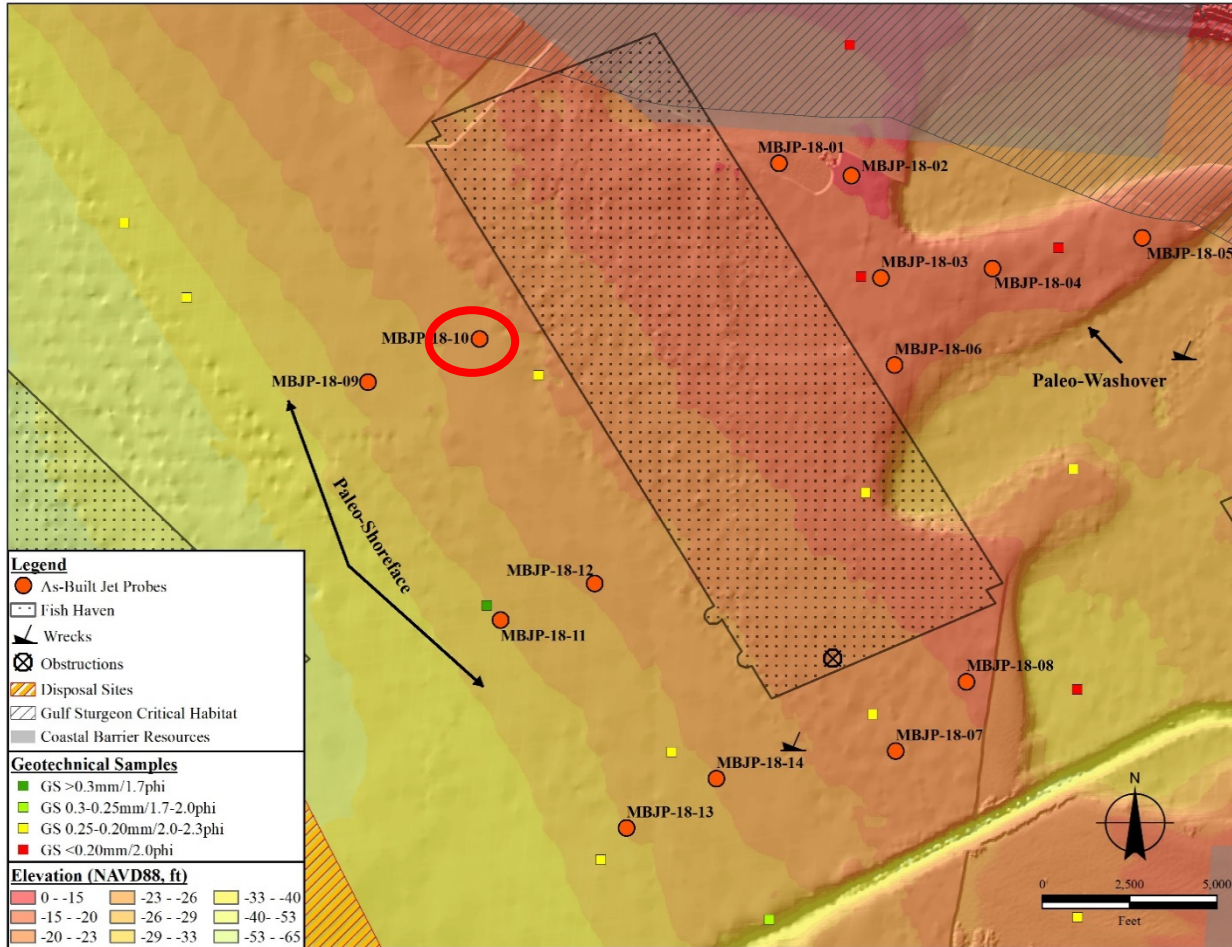 MBJP-18-01
MBJP-18-02
MBJP-18-03
MBJP-18-04
MBJP-18-05
MBJP-18-10
MBJP-18-06
MBJP-18-09
Paleo-Washover
Paleo-Shoreface
MBJP-18-12
MBJP-18-11
MBJP-18-08
MBJP-18-07
MBJP-18-14
MBJP-18-13
Legend
As-Built Jet Probes
Fish Haven
Wrecks
Obstructions
Disposal Sites
Gulf Sturgeon Critical Habitat
Coastal Barrier Resources
Geotechnical Samples
GS >0.3mm/1.7phi
GS 0.3-0.25mm/1.7-2.0phi
GS 0.25-0.20mm/2.0-2.3phi
GS <0.20mm/2.0phi
Elevation (NAVD88, ft)
0 - -15 -23 - -26 -33 - -40
-15 - -20 -26 - -29 -40- -53
-20 - -23 -29 - -33 -53 - -65
N
0 2,500 5,000
Feet